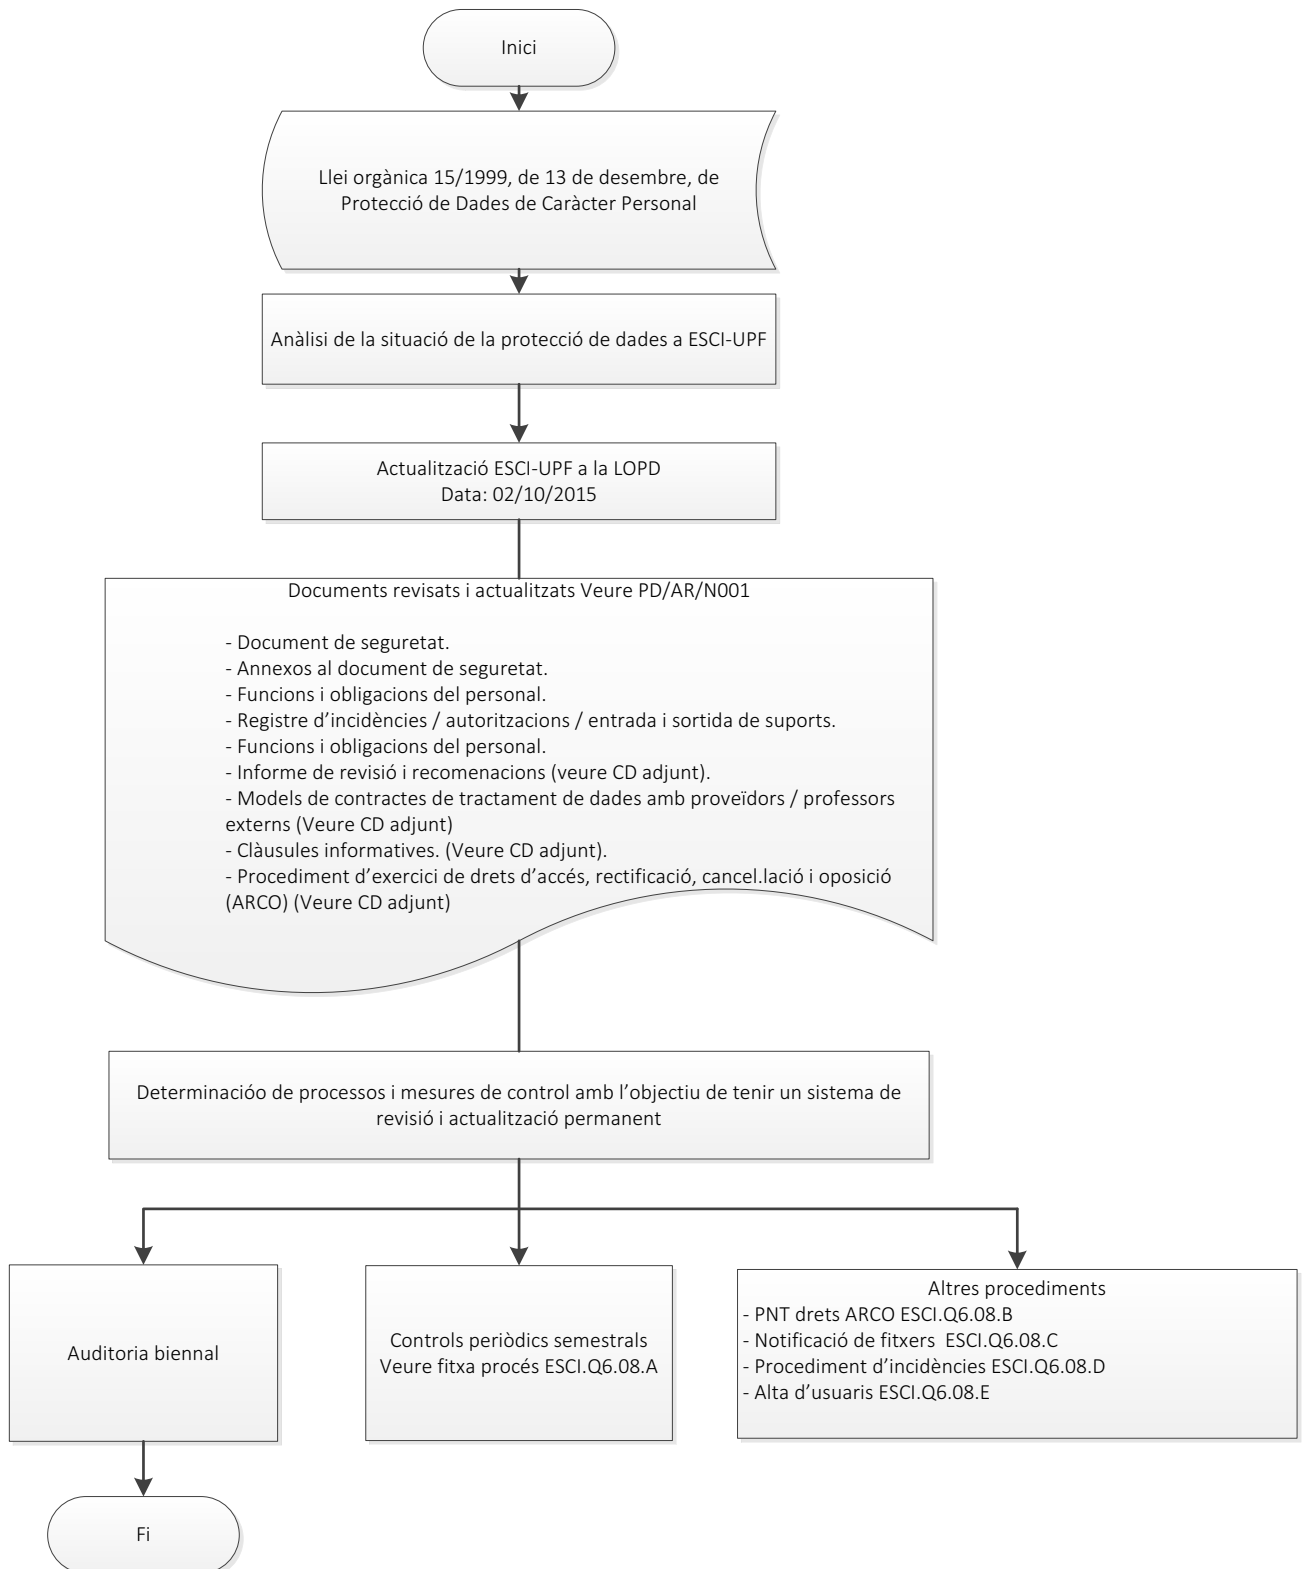 Inici
Llei orgànica 15/1999, de 13 de desembre, de
Protecció de Dades de Caràcter Personal
Anàlisi de la situació de la protecció de dades a ESCI-UPF
Actualització ESCI-UPF a la LOPD
Data: 02/10/2015
Documents revisats i actualitzats Veure PD/AR/N001
- Document de seguretat.
- Annexos al document de seguretat.
- Funcions i obligacions del personal.
- Registre d’incidències / autoritzacions / entrada i sortida de suports.
- Funcions i obligacions del personal.
- Informe de revisió i recomenacions (veure CD adjunt).
- Models de contractes de tractament de dades amb proveïdors / professors
externs (Veure CD adjunt)
- Clàusules informatives. (Veure CD adjunt).
- Procediment d’exercici de drets d’accés, rectificació, cancel.lació i oposició
(ARCO) (Veure CD adjunt)
Determinacióo de processos i mesures de control amb l’objectiu de tenir un sistema de
revisió i actualització permanent
Auditoria biennal
Controls periòdics semestrals
Veure fitxa procés ESCI.Q6.08.A
Altres procediments
- PNT drets ARCO ESCI.Q6.08.B
- Notificació de fitxers  ESCI.Q6.08.C
- Procediment d’incidències ESCI.Q6.08.D
- Alta d’usuaris ESCI.Q6.08.E
Fi